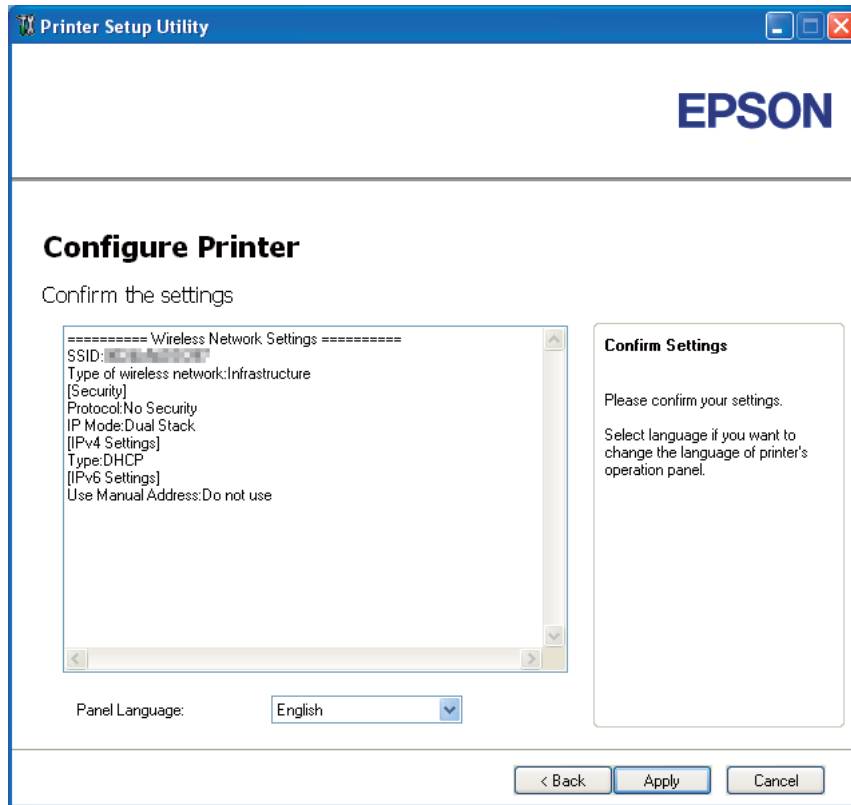 Printer Setup Utility
EPSON
Configure Printer
Confirm the settings
========== Wireless Network Settings ==========
SSID:
Type of wireless network:Infrastructure
[Security]
Protocol:No Security
IP Mode:Dual Stack
[IPv4 Settings]
Type:DHCP
[IPv6 Settings]
Use Manual Address:Do not use
Confirm Settings
Please confirm your settings.
Select language if you want to
change the language of printer's
operation panel.
Panel Language:
English
< Back
Apply
Cancel